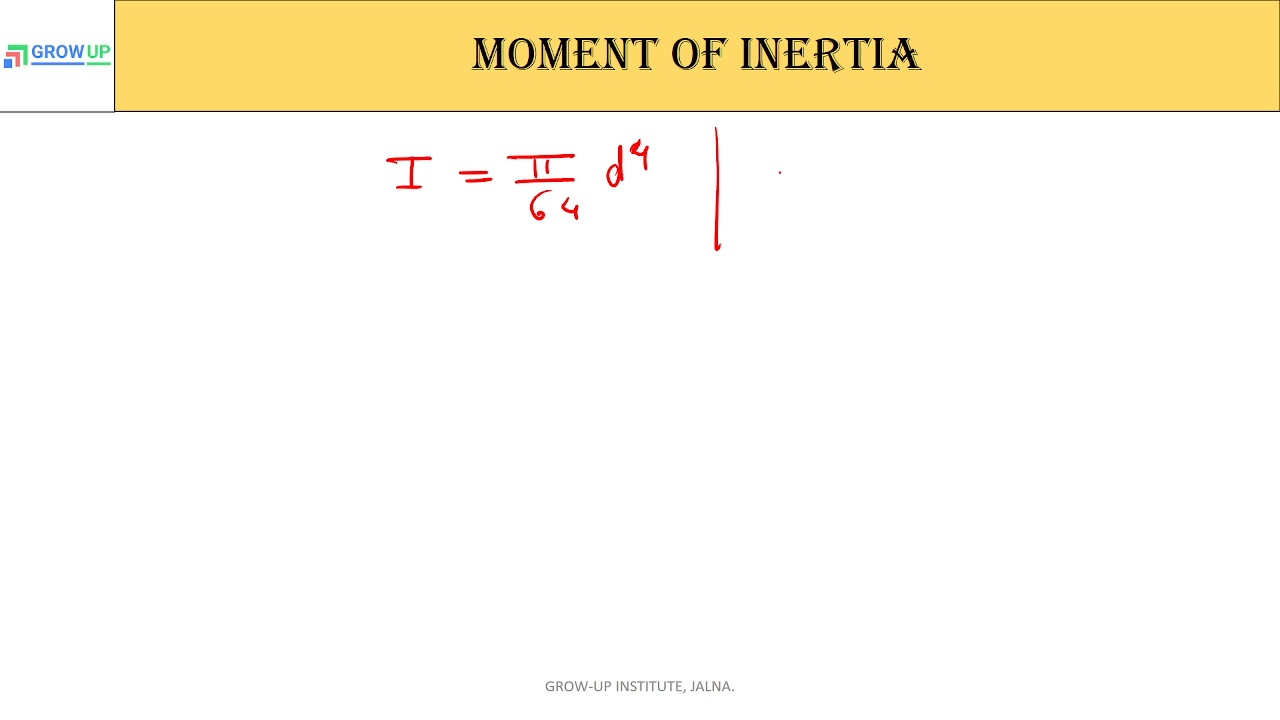 GROW UP
MOMENT OF INERTIA
I = π/64 d⁴
GROW-UP INSTITUTE, JALNA.